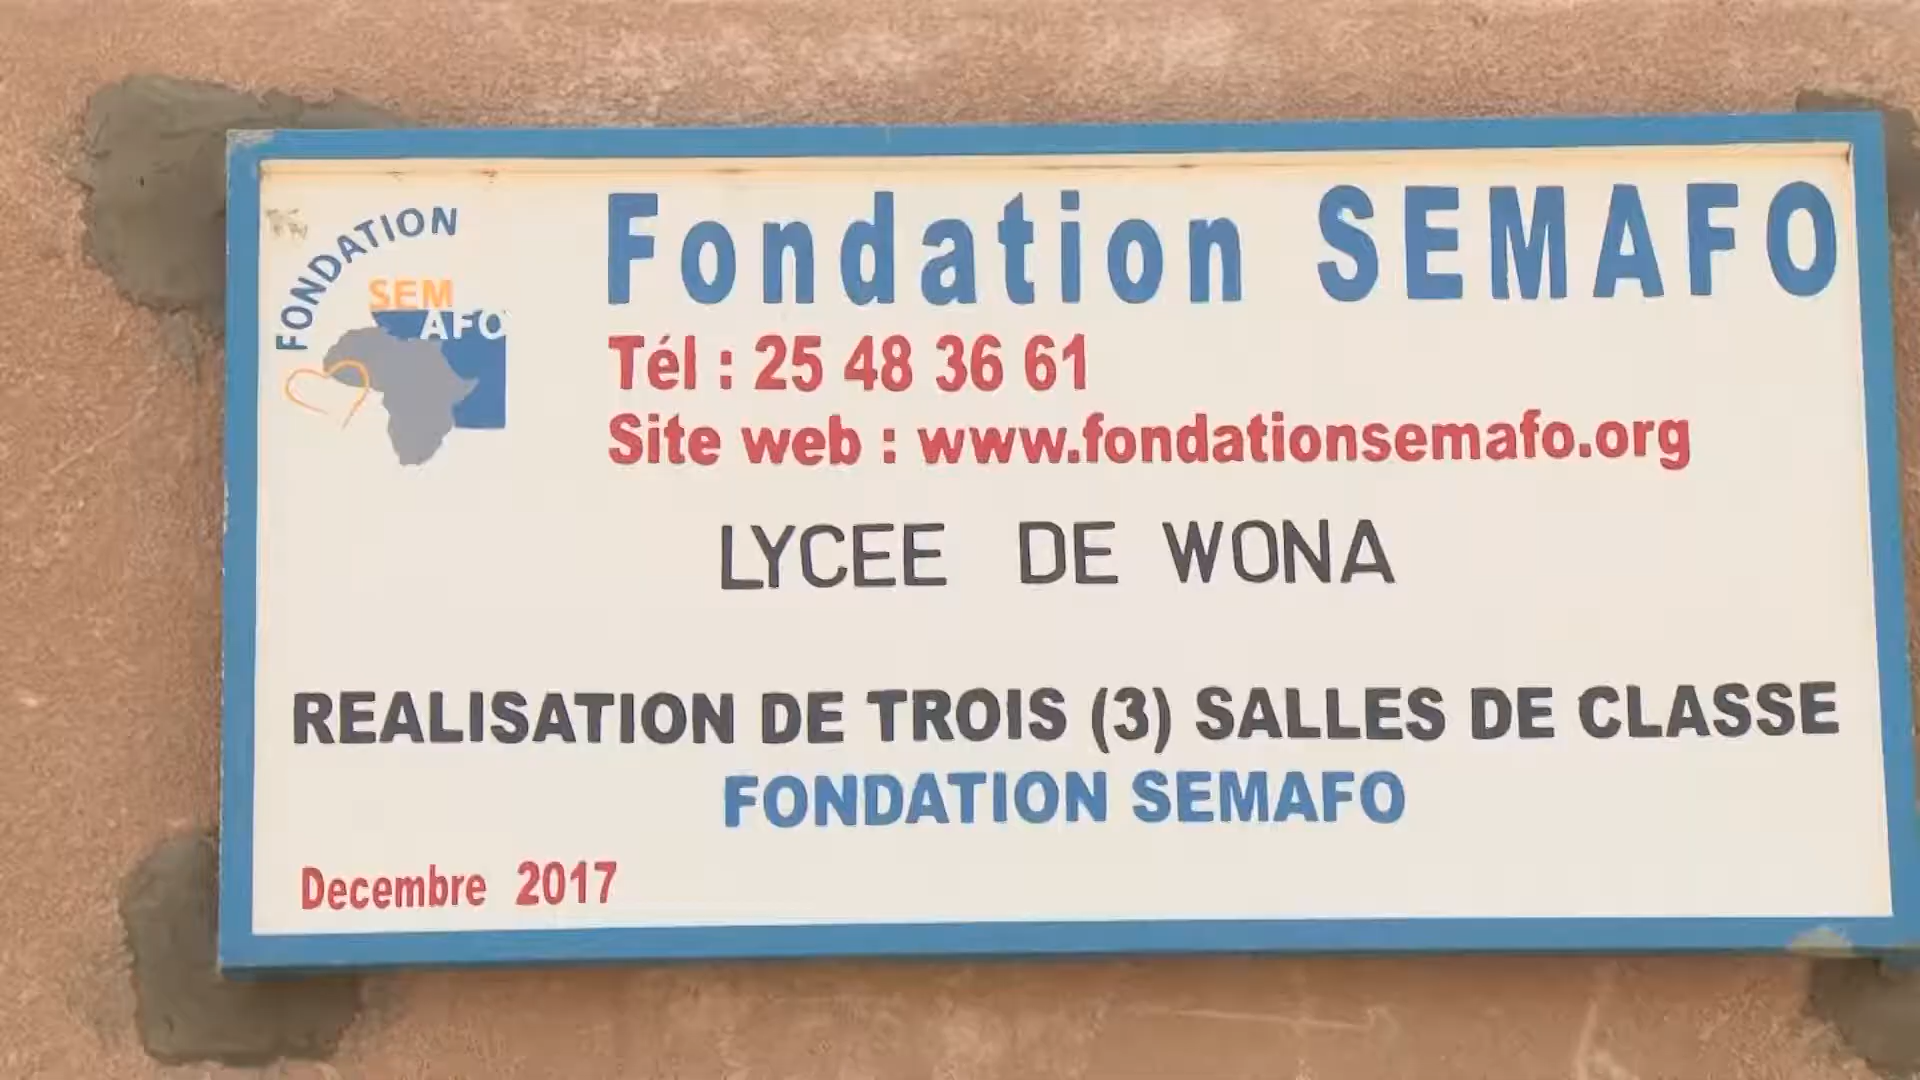 FONDATION
SEM
AFO
Fondation SEMAFO
Tél : 25 48 36 61
Site web : www.fondationsemafo.org
LYCEE DE WONA
REALISATION DE TROIS (3) SALLES DE CLASSE
FONDATION SEMAFO
Decembre 2017